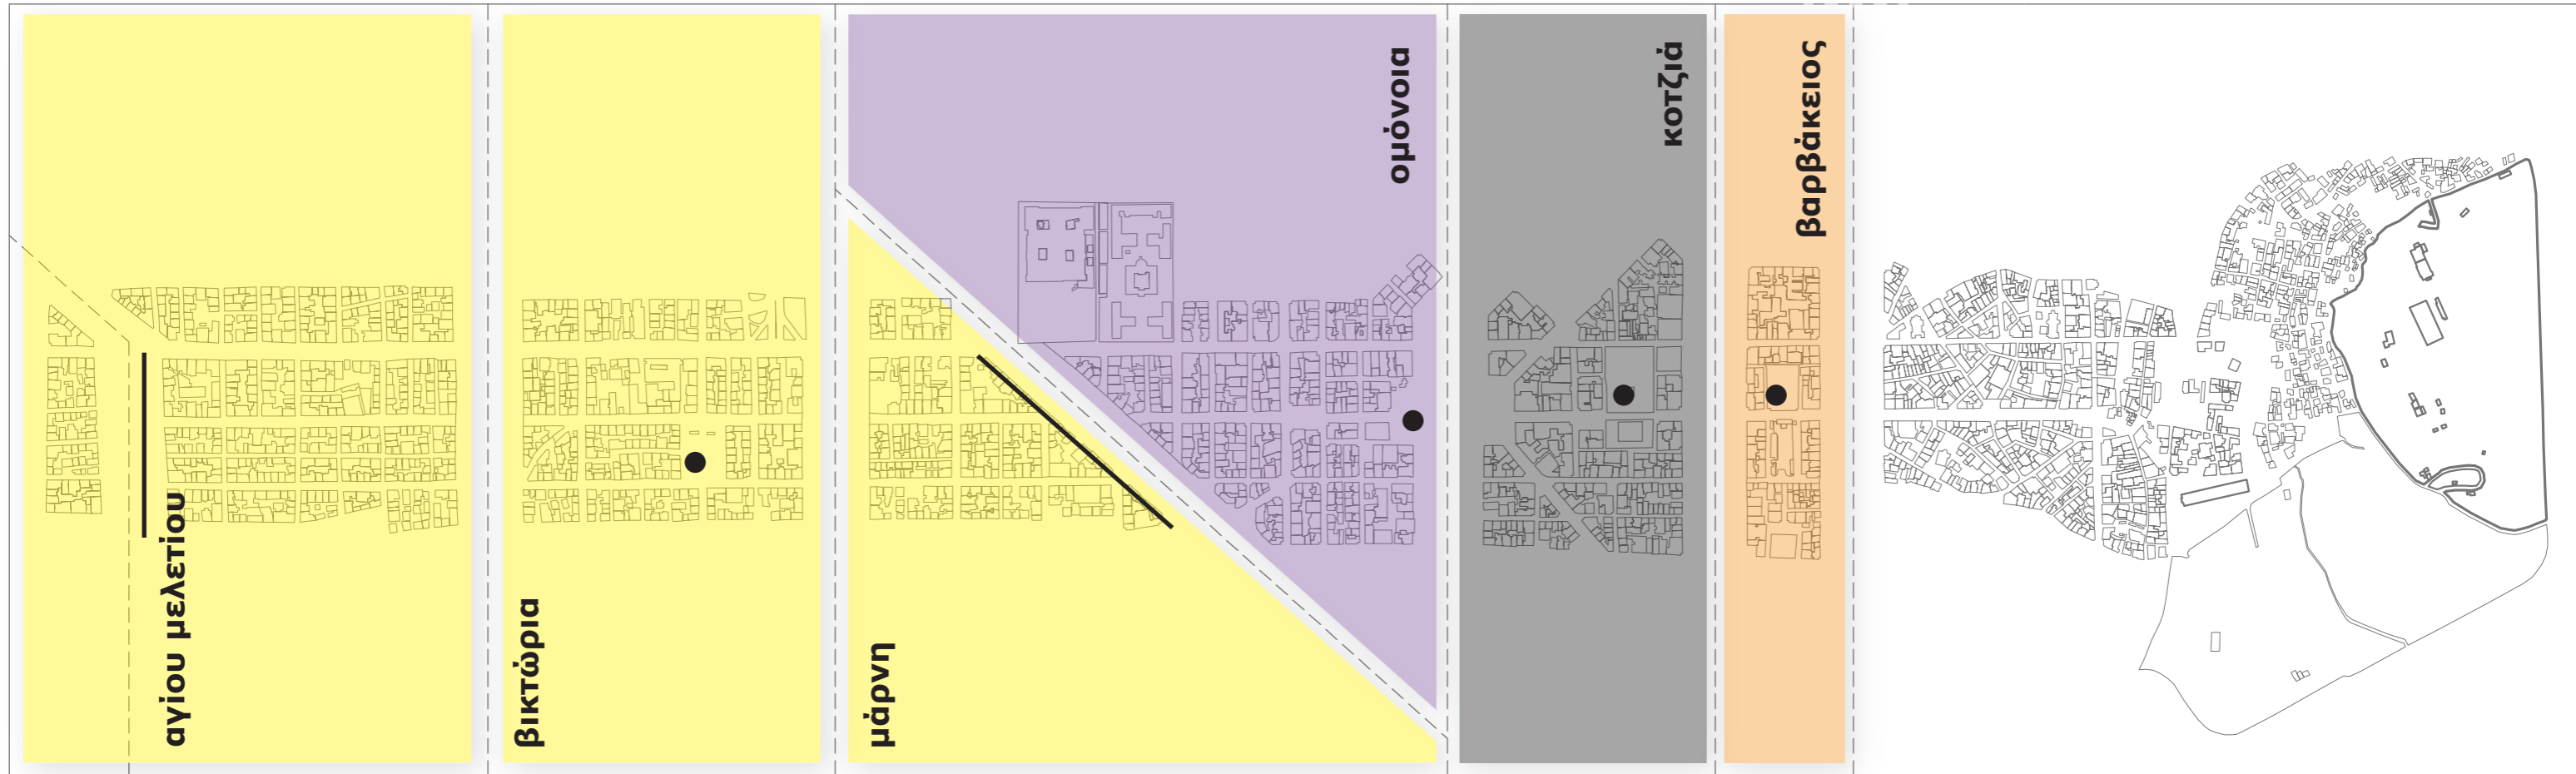 αγίου μελετίου
βικτώρια
μάρνη
ομόνοια
κοτζιά
βαρβάκειος